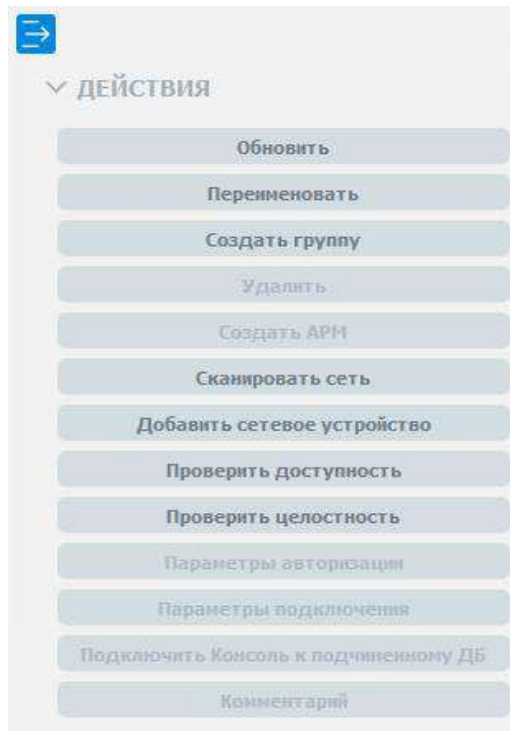 ДЕЙСТВИЯ
Обновить
Переименовать
Создать группу
Удалить
Создать АРМ
Сканировать сеть
Добавить сетевое устройство
Проверить доступность
Проверить целостность
Параметры авторизации
Параметры подключения
Подключить Консоль к подчиненному ДБ
Комментарий